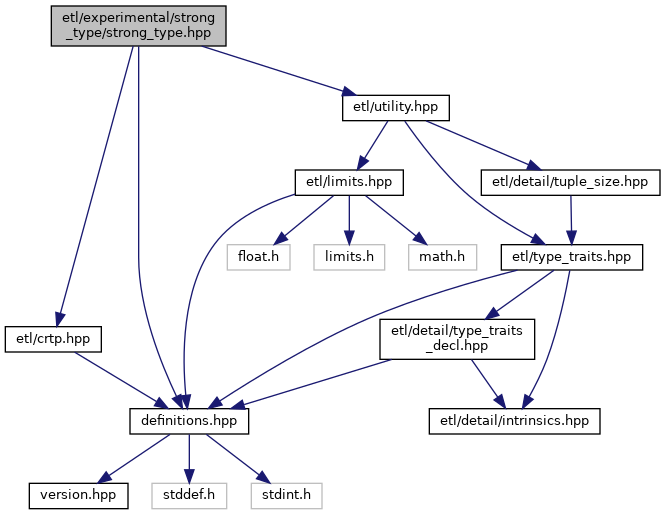 etl/experimental/strong
_type/strong_type.hpp
etl/utility.hpp
etl/limits.hpp
etl/detail/tuple_size.hpp
float.h
limits.h
math.h
etl/type_traits.hpp
etl/crtp.hpp
etl/detail/type_traits
_decl.hpp
definitions.hpp
etl/detail/intrinsics.hpp
version.hpp
stddef.h
stdint.h